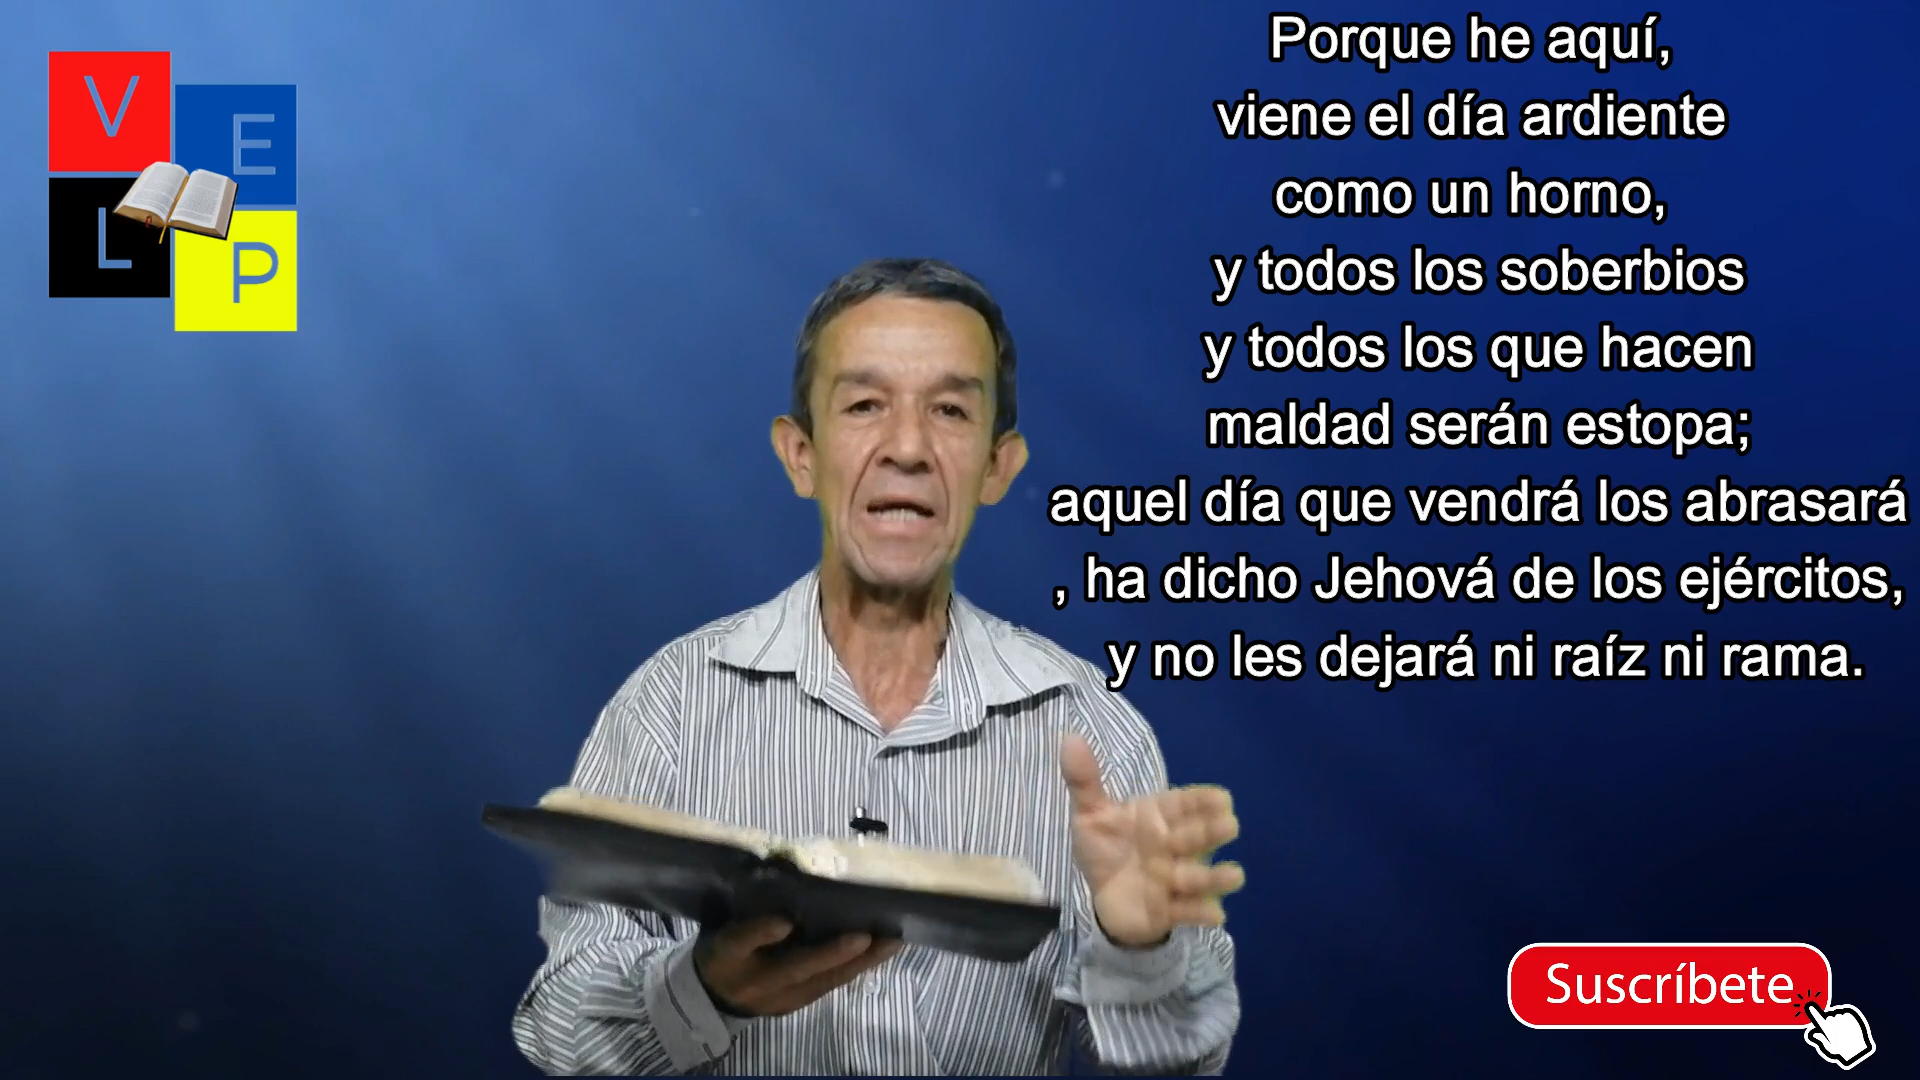 V
E
L
P
Porque he aquí,
viene el día ardiente
como un horno,
y todos los soberbios
y todos los que hacen
maldad serán estopa;
aquel día que vendrá los abrasará
, ha dicho Jehová de los ejércitos,
y no les dejará ni raíz ni rama.
Suscríbete